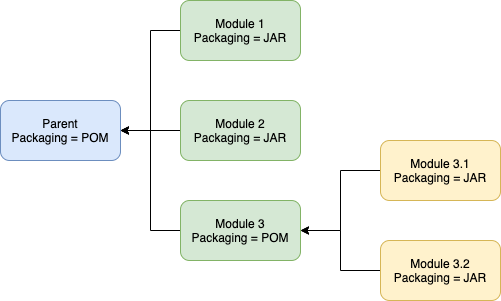 Module 1
Packaging = JAR
Parent
Packaging = POM
Module 2
Packaging = JAR
Module 3
Packaging = POM
Module 3.1
Packaging = JAR
Module 3.2
Packaging = JAR